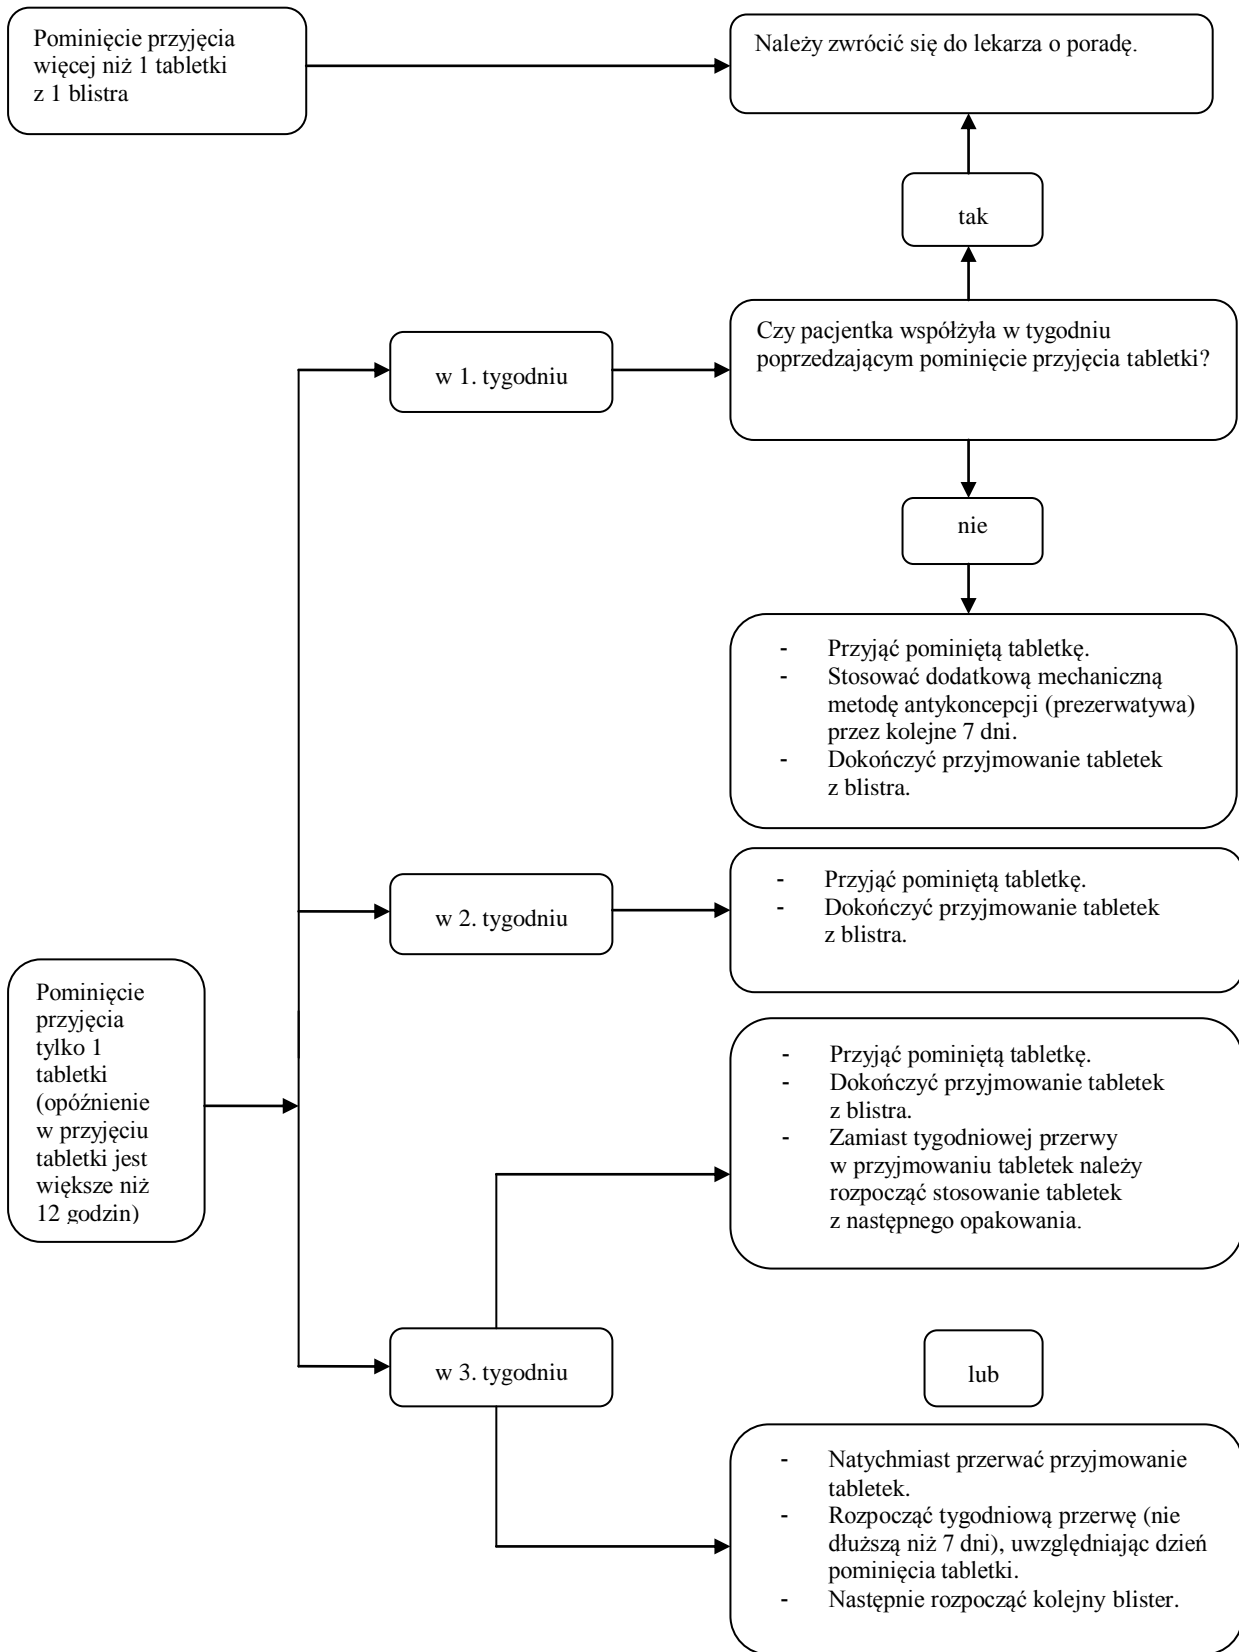 Pominięcie przyjęcia
więcej niż 1 tabletki
z 1 blistra
Należy zwrócić się do lekarza o poradę.
tak
Czy pacjentka współżyła w tygodniu
poprzedzającym pominięcie przyjęcia tabletki?
w 1. tygodniu
nie
- Przyjąć pominiętą tabletkę.
- Stosować dodatkową mechaniczną
metodę antykoncepcji (prezerwatywa)
przez kolejne 7 dni.
- Dokończyć przyjmowanie tabletek
z blistra.
w 2. tygodniu
- Przyjąć pominiętą tabletkę.
- Dokończyć przyjmowanie tabletek
z blistra.
Pominięcie
przyjęcia
tylko 1
tabletki
(opóźnienie
w przyjęciu
tabletki jest
większe niż
12 godzin)
- Przyjąć pominiętą tabletkę.
- Dokończyć przyjmowanie tabletek
z blistra.
- Zamiast tygodniowej przerwy
w przyjmowaniu tabletek należy
rozpocząć stosowanie tabletek
z następnego opakowania.
w 3. tygodniu
lub
- Natychmiast przerwać przyjmowanie
tabletek.
- Rozpocząć tygodniową przerwę (nie
dłuższą niż 7 dni), uwzględniając dzień
pominięcia tabletki.
- Następnie rozpocząć kolejny blister.